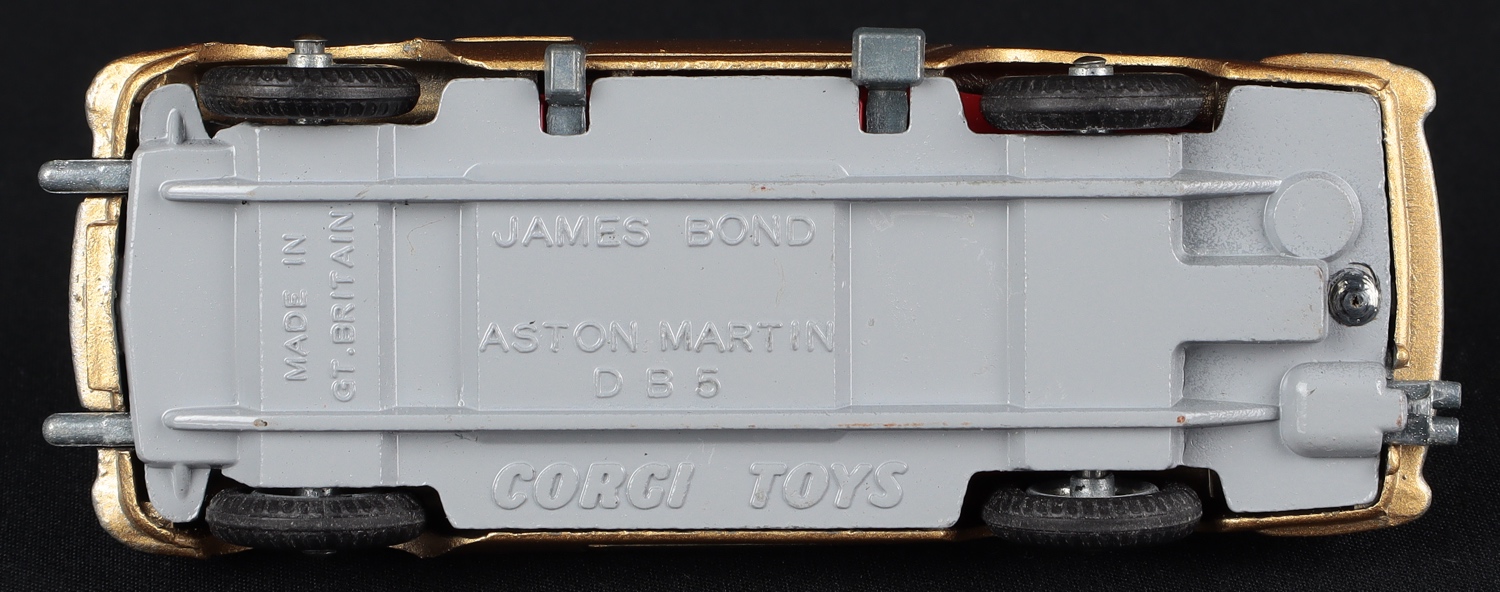 MADE IN
GT. BRITAIN
JAMES BOND
ASTON MARTIN
D B 5
CORGI TOYS